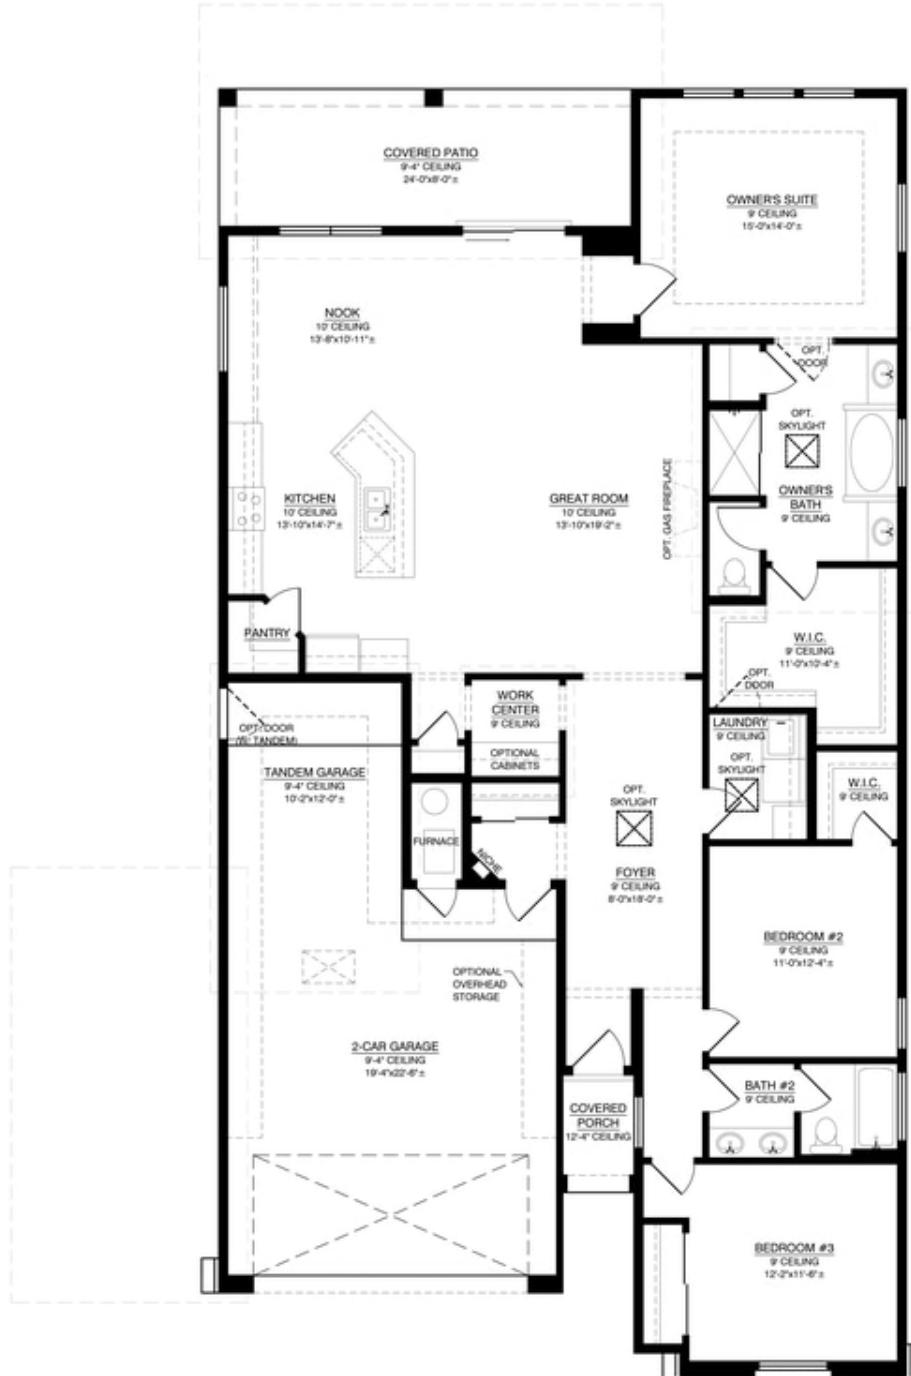 COVERED PATIO
9'-4" CEILING
24'-0"x8'-0"±
OWNER'S SUITE
9' CEILING
15'-0"x14'-0"±
NOOK
10' CEILING
13'-8"x10'-11"±
OPT.
DOOR
OPT.
SKYLIGHT
OWNER'S
BATH
9' CEILING
KITCHEN
10' CEILING
13'-10"x14'-7"±
GREAT ROOM
10' CEILING
13'-10"x19'-2"±
OPT. GAS FIREPLACE
PANTRY
W.I.C.
9' CEILING
11'-0"x10'-4"±
OPT.
DOOR
WORK
CENTER
9' CEILING
OPTIONAL
CABINETS
LAUNDRY
9' CEILING
OPT.
SKYLIGHT
OPT. DOOR
(W/ TANDEM)
TANDEM GARAGE
9'-4" CEILING
10'-2"x12'-0"±
W.I.C.
9' CEILING
OPT.
SKYLIGHT
FURNACE
NICHE
FOYER
9' CEILING
8'-0"x18'-0"±
BEDROOM #2
9' CEILING
11'-0"x12'-4"±
OPTIONAL
OVERHEAD
STORAGE
2-CAR GARAGE
9'-4" CEILING
19'-4"x22'-6"±
BATH #2
9' CEILING
COVERED
PORCH
12'-4" CEILING
BEDROOM #3
9' CEILING
12'-2"x11'-6"±